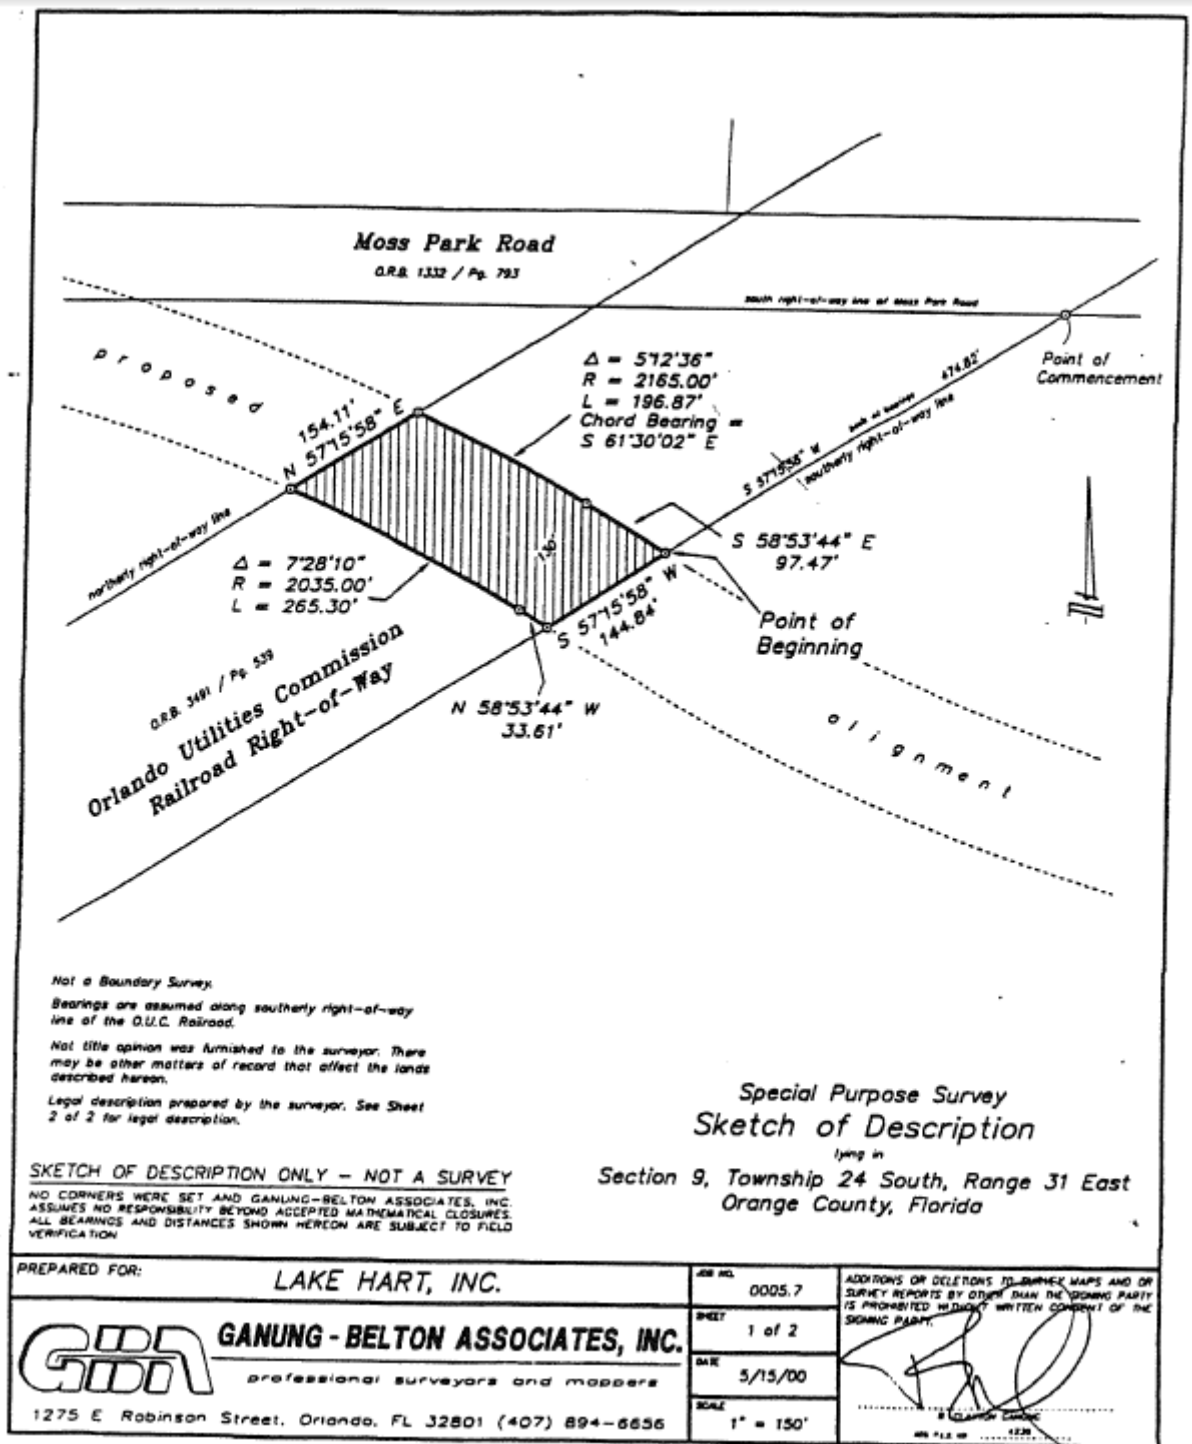 Moss Park Road
O.R.B. 1332 / Pg. 793
south right-of-way line of Moss Park Road
proposed
Δ = 5°12'36"
R = 2165.00'
L = 196.87'
Chord Bearing =
S 61°30'02" E
Point of
Commencement
474.82'
basis of bearings
S 57°15'58" W
southerly right-of-way line
154.11'
N 57°15'58" E
northerly right-of-way line
130'
S 58°53'44" E
97.47'
Δ = 7°28'10"
R = 2035.00'
L = 265.30'
S 57°15'58" W
144.84'
Point of
Beginning
O.R.B. 3491 / Pg. 539
Orlando Utilities Commission
Railroad Right-of-Way
N 58°53'44" W
33.61'
alignment
Not a Boundary Survey.
Bearings are assumed along southerly right-of-way
line of the O.U.C. Railroad.
Not title opinion was furnished to the surveyor. There
may be other matters of record that affect the lands
described hereon.
Legal description prepared by the surveyor. See Sheet
2 of 2 for legal description.
Special Purpose Survey
Sketch of Description
lying in
Section 9, Township 24 South, Range 31 East
Orange County, Florida
SKETCH OF DESCRIPTION ONLY - NOT A SURVEY
NO CORNERS WERE SET AND GANUNG-BELTON ASSOCIATES, INC.
ASSUMES NO RESPONSIBILITY BEYOND ACCEPTED MATHEMATICAL CLOSURES.
ALL BEARINGS AND DISTANCES SHOWN HEREON ARE SUBJECT TO FIELD
VERIFICATION
PREPARED FOR:
LAKE HART, INC.
GBA
GANUNG - BELTON ASSOCIATES, INC.
professional surveyors and mappers
1275 E Robinson Street, Orlando, FL 32801 (407) 894-6656
JOB NO.
0005.7
SHEET
1 of 2
DATE
5/15/00
SCALE
1" = 150'
ADDITIONS OR DELETIONS TO SURVEY MAPS AND OR
SURVEY REPORTS BY OTHER THAN THE SIGNING PARTY
IS PROHIBITED WITHOUT WRITTEN CONSENT OF THE
SIGNING PARTY.
R. CLAYTON GANUNG
4236